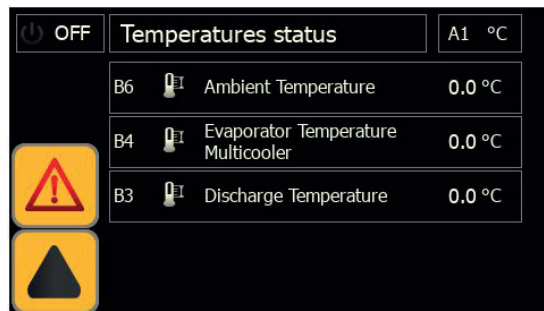 OFF
Temperatures status
A1 °C
B6 Ambient Temperature 0.0 °C
B4 Evaporator Temperature
Multicooler 0.0 °C
B3 Discharge Temperature 0.0 °C